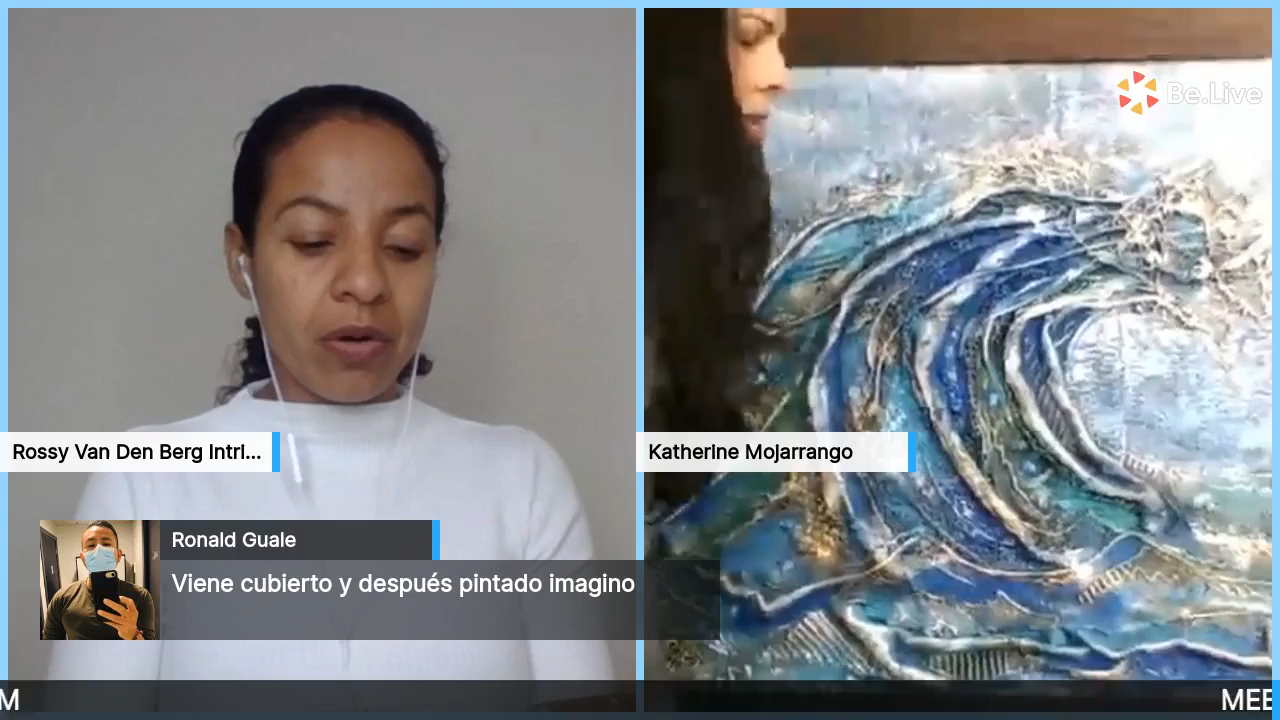 Be.Live
Rossy Van Den Berg Intri...
Katherine Mojarrango
Ronald Guale
Viene cubierto y después pintado imagino
M
MEE